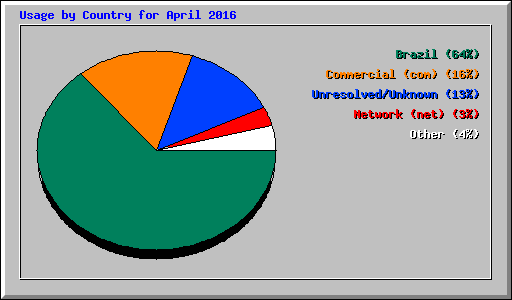 Usage by Country for April 2016
Brazil (64%)
Commercial (com) (16%)
Unresolved/Unknown (13%)
Network (net) (3%)
Other (4%)